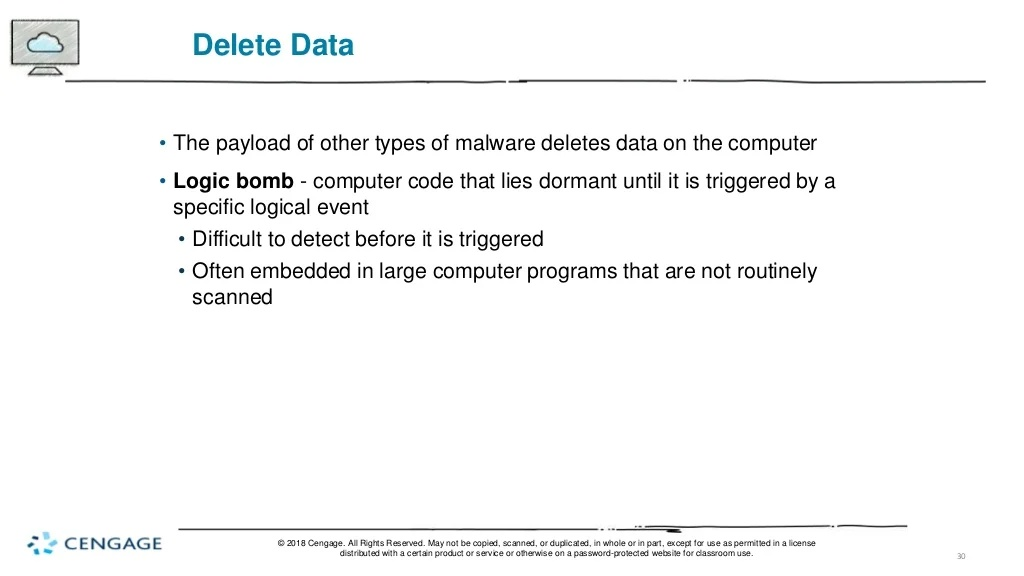 Delete Data
• The payload of other types of malware deletes data on the computer
• Logic bomb - computer code that lies dormant until it is triggered by a
specific logical event
• Difficult to detect before it is triggered
• Often embedded in large computer programs that are not routinely
scanned
CENGAGE
© 2018 Cengage. All Rights Reserved. May not be copied, scanned, or duplicated, in whole or in part, except for use as permitted in a license
distributed with a certain product or service or otherwise on a password-protected website for classroom use.
30